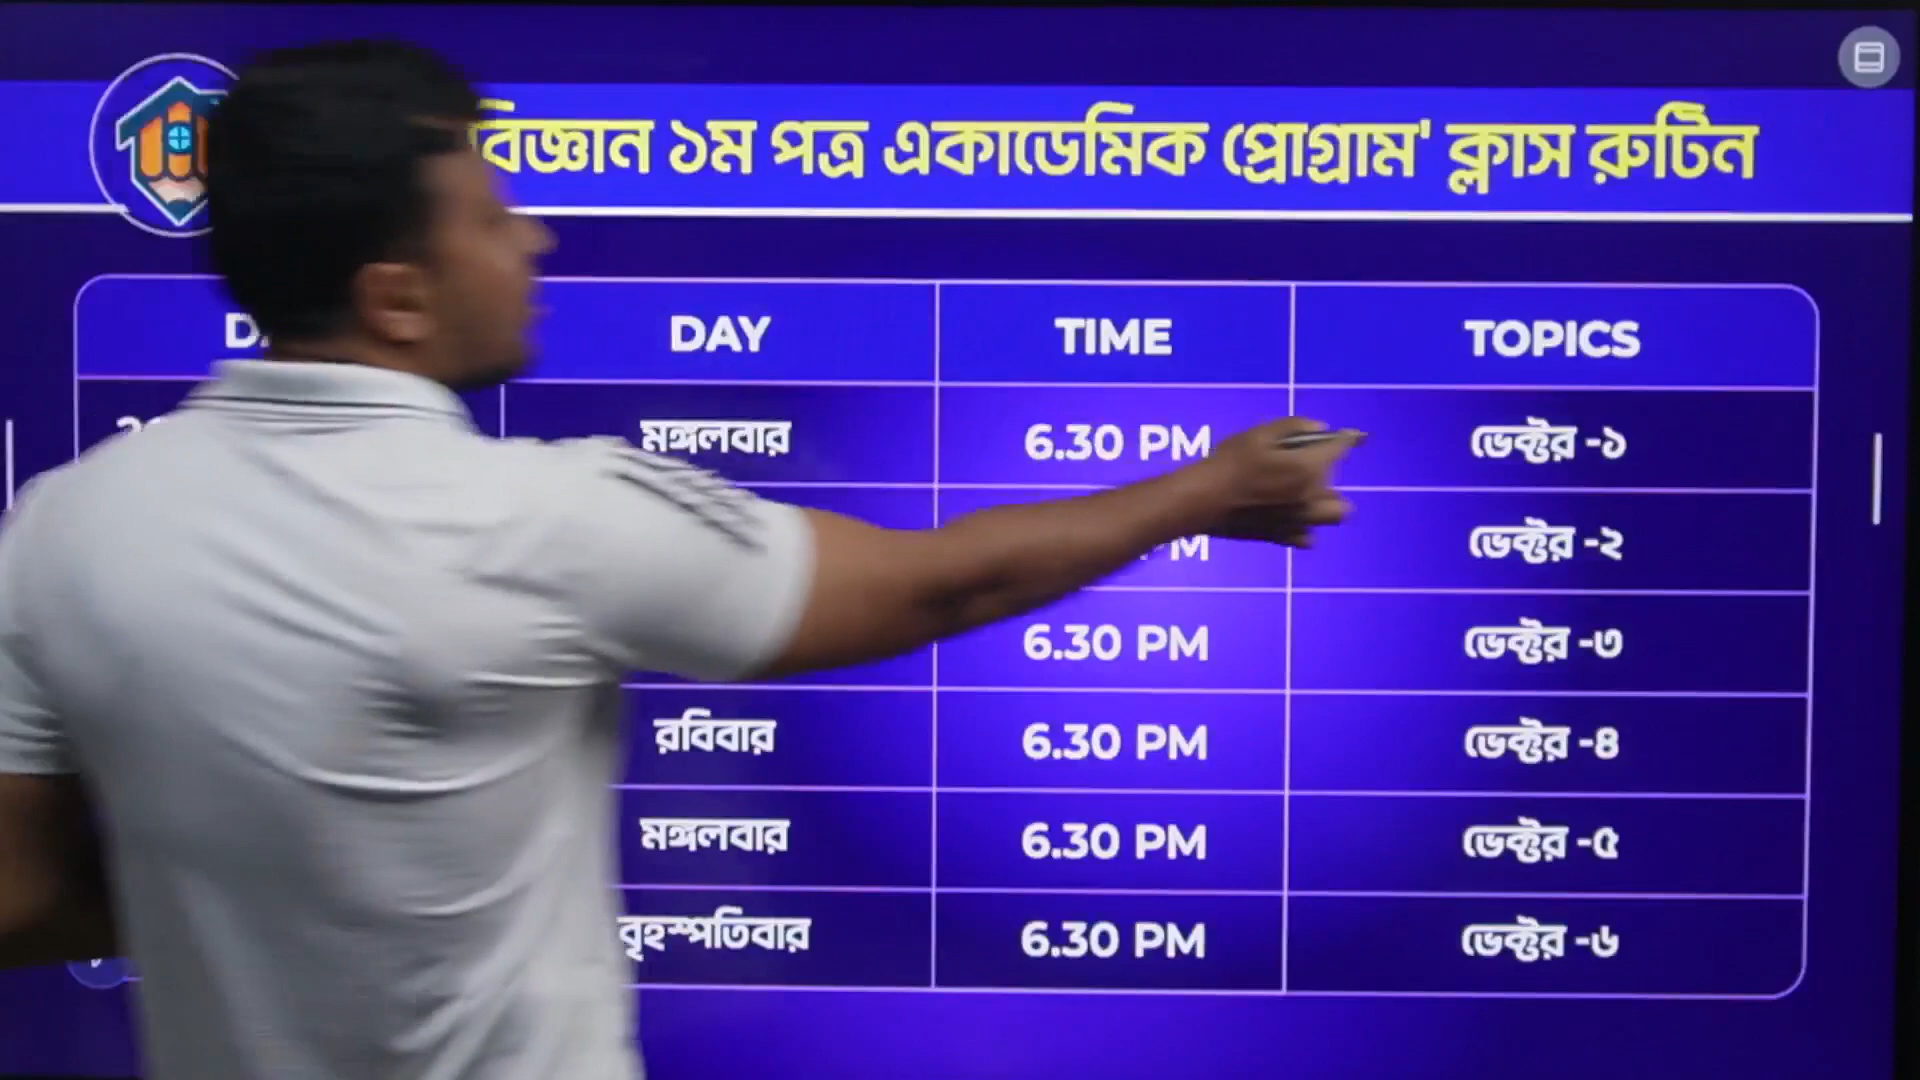 ১ম পত্র একাডেমিক প্রোগ্রাম' ক্লাস রুটিন
DAY TIME TOPICS
মঙ্গলবার 6.30 PM ভেক্টর -১
PM ভেক্টর -২
6.30 PM ভেক্টর -৩
রবিবার 6.30 PM ভেক্টর -৪
মঙ্গলবার 6.30 PM ভেক্টর -৫
বৃহস্পতিবার 6.30 PM ভেক্টর -৬